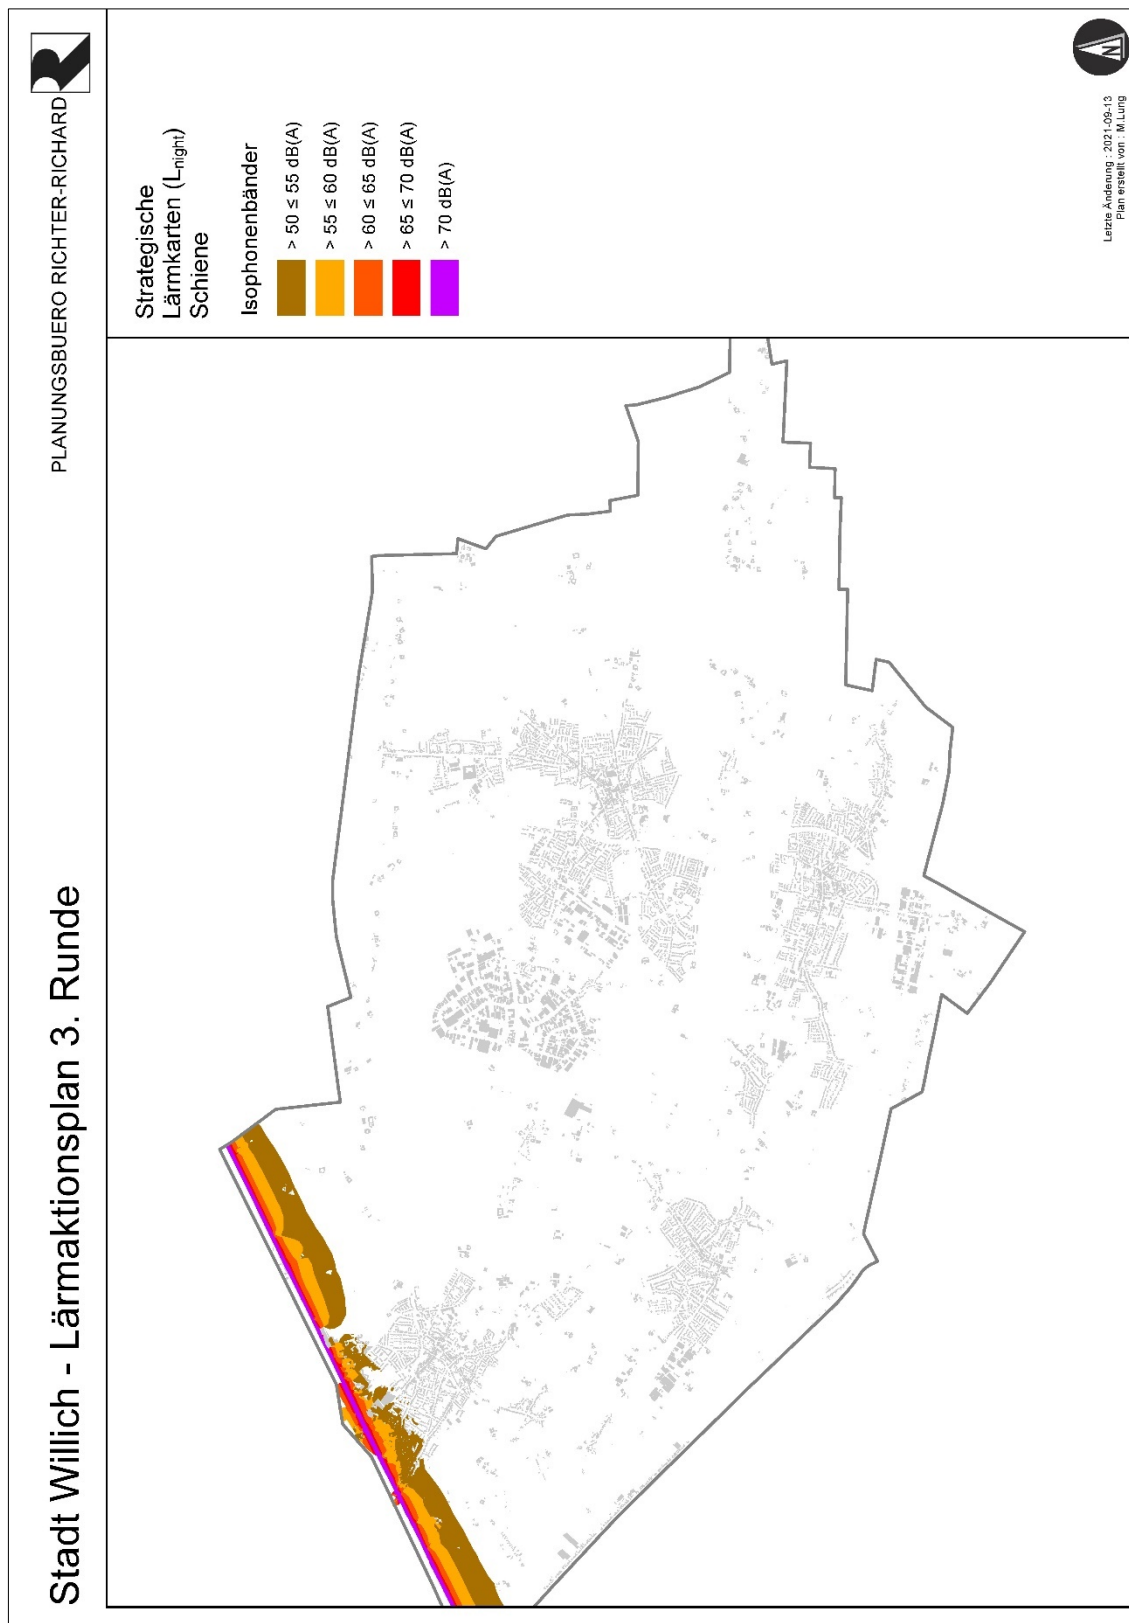 Stadt Willich - Lärmaktionsplan 3. Runde
PLANUNGSBUERO RICHTER-RICHARD
Strategische
Lärmkarten (Lnight)
Schiene
Isophonenbänder
> 50 ≤ 55 dB(A)
> 55 ≤ 60 dB(A)
> 60 ≤ 65 dB(A)
> 65 ≤ 70 dB(A)
> 70 dB(A)
N
Letzte Änderung : 2021-09-13
Plan erstellt von : M.Lung